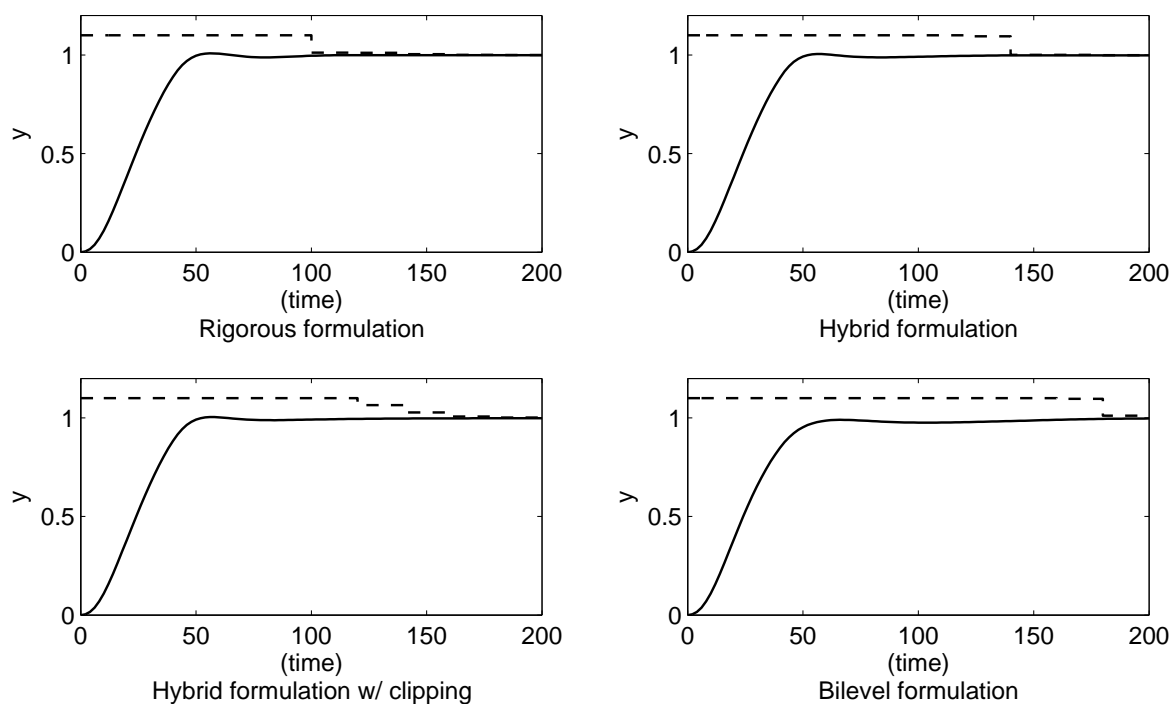 1
0.5
0
y
0 50 100 150 200
(time)
Rigorous formulation
1
0.5
0
y
0 50 100 150 200
(time)
Hybrid formulation
1
0.5
0
y
0 50 100 150 200
(time)
Hybrid formulation w/ clipping
1
0.5
0
y
0 50 100 150 200
(time)
Bilevel formulation